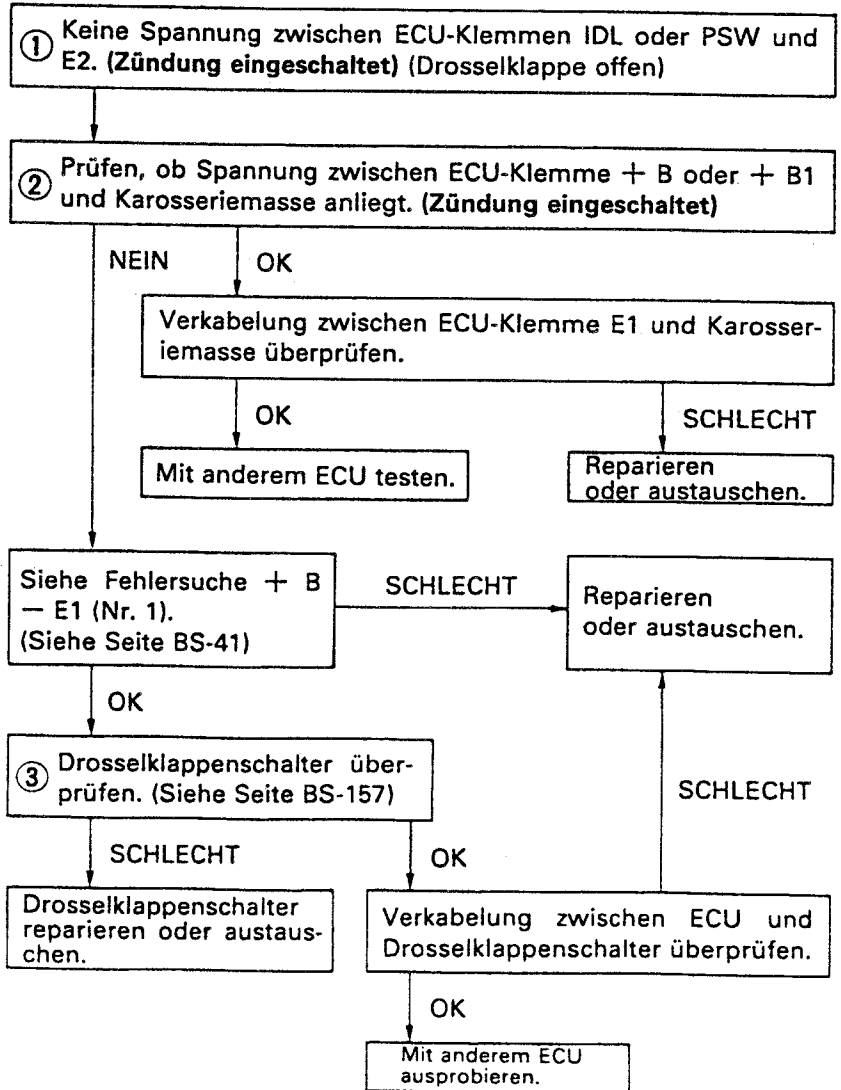 ① Keine Spannung zwischen ECU-Klemmen IDL oder PSW und
E2. (Zündung eingeschaltet) (Drosselklappe offen)
② Prüfen, ob Spannung zwischen ECU-Klemme + B oder + B1
und Karosseriemasse anliegt. (Zündung eingeschaltet)
NEIN
OK
Verkabelung zwischen ECU-Klemme E1 und Karosser-
iemasse überprüfen.
OK
SCHLECHT
Mit anderem ECU testen.
Reparieren
oder austauschen.
Siehe Fehlersuche + B
— E1 (Nr. 1).
(Siehe Seite BS-41)
SCHLECHT
Reparieren
oder austauschen.
OK
③ Drosselklappenschalter über-
prüfen. (Siehe Seite BS-157)
SCHLECHT
SCHLECHT
OK
Drosselklappenschalter
reparieren oder austaus-
chen.
Verkabelung zwischen ECU und
Drosselklappenschalter überprüfen.
OK
Mit anderem ECU
ausprobieren.